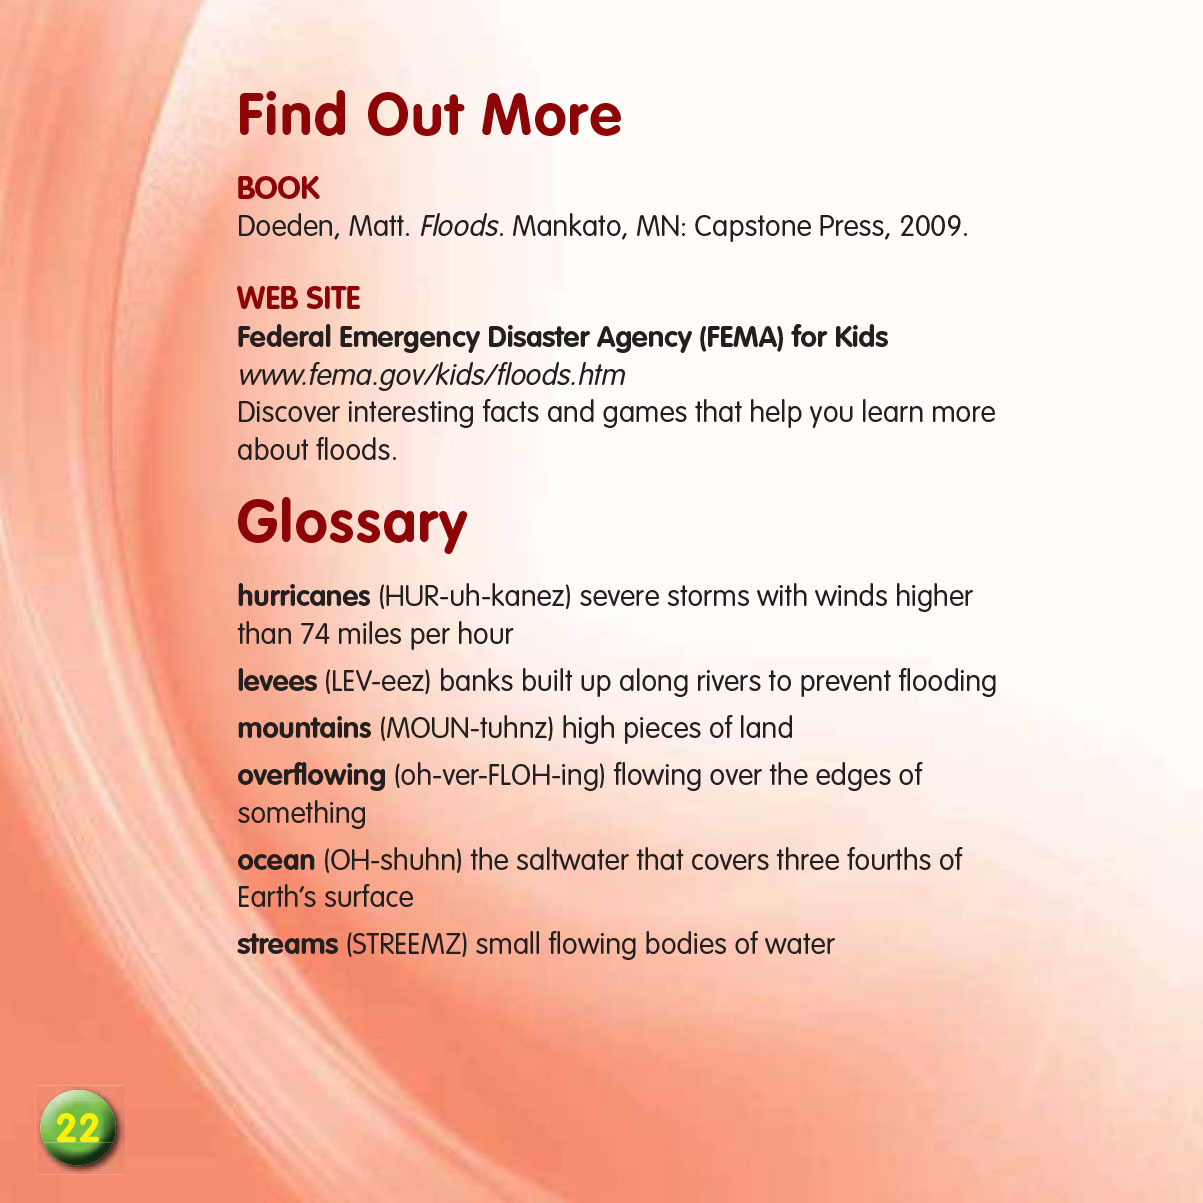 Find Out More
BOOK
Doeden, Matt. Floods. Mankato, MN: Capstone Press, 2009.
WEB SITE
Federal Emergency Disaster Agency (FEMA) for Kids
www.fema.gov/kids/floods.htm
Discover interesting facts and games that help you learn more
about floods.
Glossary
hurricanes (HUR-uh-kanez) severe storms with winds higher
than 74 miles per hour
levees (LEV-eez) banks built up along rivers to prevent flooding
mountains (MOUN-tuhnz) high pieces of land
overflowing (oh-ver-FLOH-ing) flowing over the edges of
something
ocean (OH-shuhn) the saltwater that covers three fourths of
Earth’s surface
streams (STREEMZ) small flowing bodies of water
22